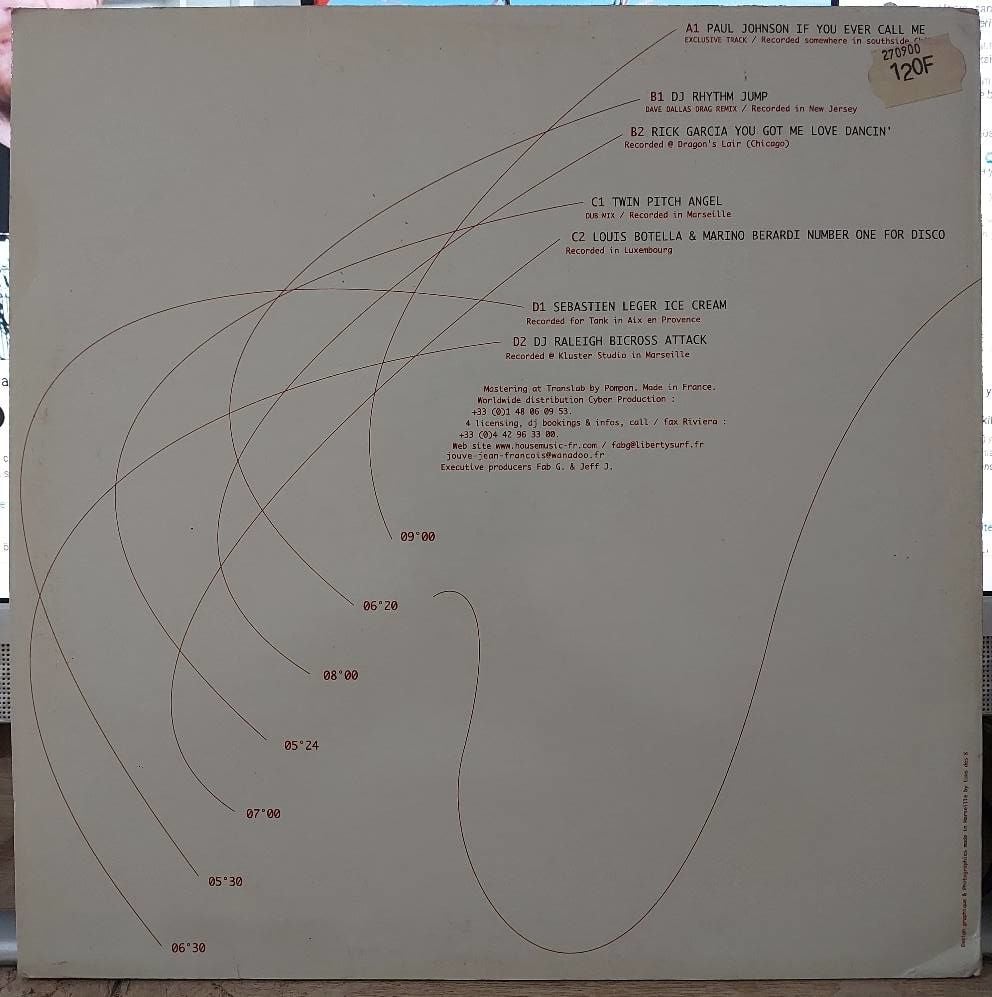 A1 PAUL JOHNSON IF YOU EVER CALL ME
EXCLUSIVE TRACK / Recorded somewhere in southside
270900
120F
B1 DJ RHYTHM JUMP
DAVE DALLAS DRAG REMIX / Recorded in New Jersey
B2 RICK GARCIA YOU GOT ME LOVE DANCIN'
Recorded @ Dragon's Lair (Chicago)
C1 TWIN PITCH ANGEL
DUB MIX / Recorded in Marseille
C2 LOUIS BOTELLA & MARINO BERARDI NUMBER ONE FOR DISCO
Recorded in Luxembourg
D1 SEBASTIEN LEGER ICE CREAM
Recorded for Tank in Aix en Provence
D2 DJ RALEIGH BICROSS ATTACK
Recorded @ Kluster Studio in Marseille
Mastering at Translab by Pompon. Made in France.
Worldwide distribution Cyber Production :
+33 (0)1 48 06 09 53.
4 licensing, dj bookings & infos, call / fax Riviera :
+33 (0)4 42 96 33 00.
Web site www.housemusic-fr.com / fabg@libertysurf.fr
jouve-jean-francois@wanadoo.fr
Executive producers Fab G. & Jeff J.
09°00
06°20
08°00
05°24
07°00
05°30
06°30
Design graphique & Photographies made in Marseille by